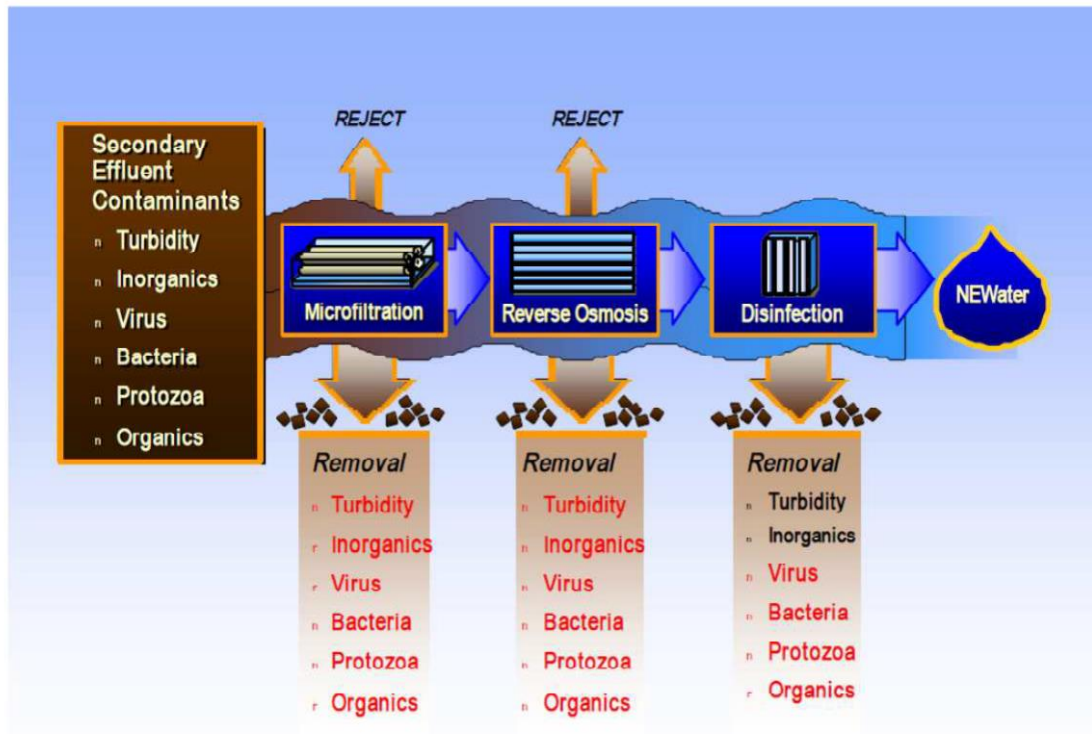 REJECT
REJECT
Secondary
Effluent
Contaminants
n Turbidity
n Inorganics
n Virus
n Bacteria
n Protozoa
n Organics
Microfiltration
Reverse Osmosis
Disinfection
NEWater
Removal
n Turbidity
r Inorganics
r Virus
n Bacteria
n Protozoa
r Organics
Removal
n Turbidity
n Inorganics
n Virus
n Bacteria
n Protozoa
n Organics
Removal
n Turbidity
n Inorganics
n Virus
n Bacteria
n Protozoa
r Organics